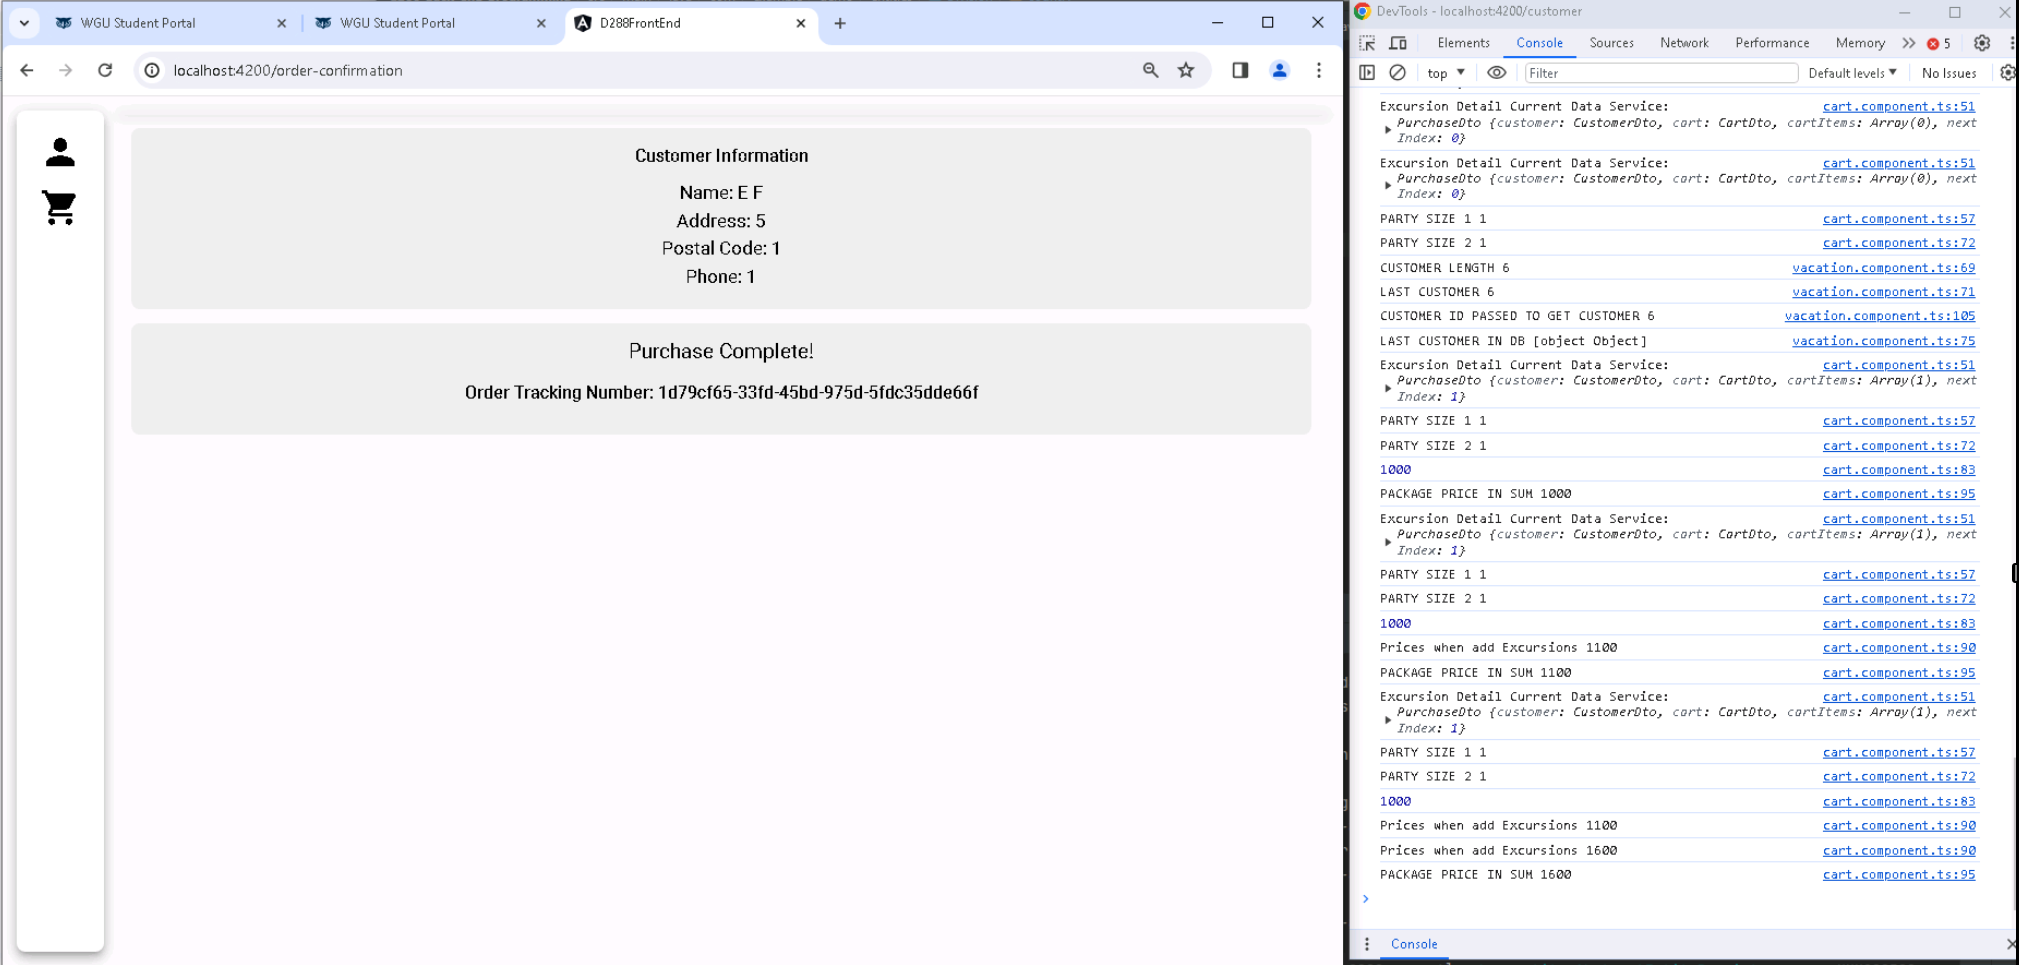 WGU Student Portal
WGU Student Portal
D288FrontEnd
localhost:4200/order-confirmation
Customer Information
Name: E F
Address: 5
Postal Code: 1
Phone: 1
Purchase Complete!
Order Tracking Number: 1d79cf65-33fd-45bd-975d-5fdc35dde66f
DevTools - localhost:4200/customer
Elements Console Sources Network Performance Memory 5
top Filter Default levels No Issues
Excursion Detail Current Data Service: cart.component.ts:51
PurchaseDto {customer: CustomerDto, cart: CartDto, cartItems: Array(0), next
Index: 0}
Excursion Detail Current Data Service: cart.component.ts:51
PurchaseDto {customer: CustomerDto, cart: CartDto, cartItems: Array(0), next
Index: 0}
PARTY SIZE 1 1 cart.component.ts:57
PARTY SIZE 2 1 cart.component.ts:72
CUSTOMER LENGTH 6 vacation.component.ts:69
LAST CUSTOMER 6 vacation.component.ts:71
CUSTOMER ID PASSED TO GET CUSTOMER 6 vacation.component.ts:105
LAST CUSTOMER IN DB [object Object] vacation.component.ts:75
Excursion Detail Current Data Service: cart.component.ts:51
PurchaseDto {customer: CustomerDto, cart: CartDto, cartItems: Array(1), next
Index: 1}
PARTY SIZE 1 1 cart.component.ts:57
PARTY SIZE 2 1 cart.component.ts:72
1000 cart.component.ts:83
PACKAGE PRICE IN SUM 1000 cart.component.ts:95
Excursion Detail Current Data Service: cart.component.ts:51
PurchaseDto {customer: CustomerDto, cart: CartDto, cartItems: Array(1), next
Index: 1}
PARTY SIZE 1 1 cart.component.ts:57
PARTY SIZE 2 1 cart.component.ts:72
1000 cart.component.ts:83
Prices when add Excursions 1100 cart.component.ts:90
PACKAGE PRICE IN SUM 1100 cart.component.ts:95
Excursion Detail Current Data Service: cart.component.ts:51
PurchaseDto {customer: CustomerDto, cart: CartDto, cartItems: Array(1), next
Index: 1}
PARTY SIZE 1 1 cart.component.ts:57
PARTY SIZE 2 1 cart.component.ts:72
1000 cart.component.ts:83
Prices when add Excursions 1100 cart.component.ts:90
Prices when add Excursions 1600 cart.component.ts:90
PACKAGE PRICE IN SUM 1600 cart.component.ts:95
Console